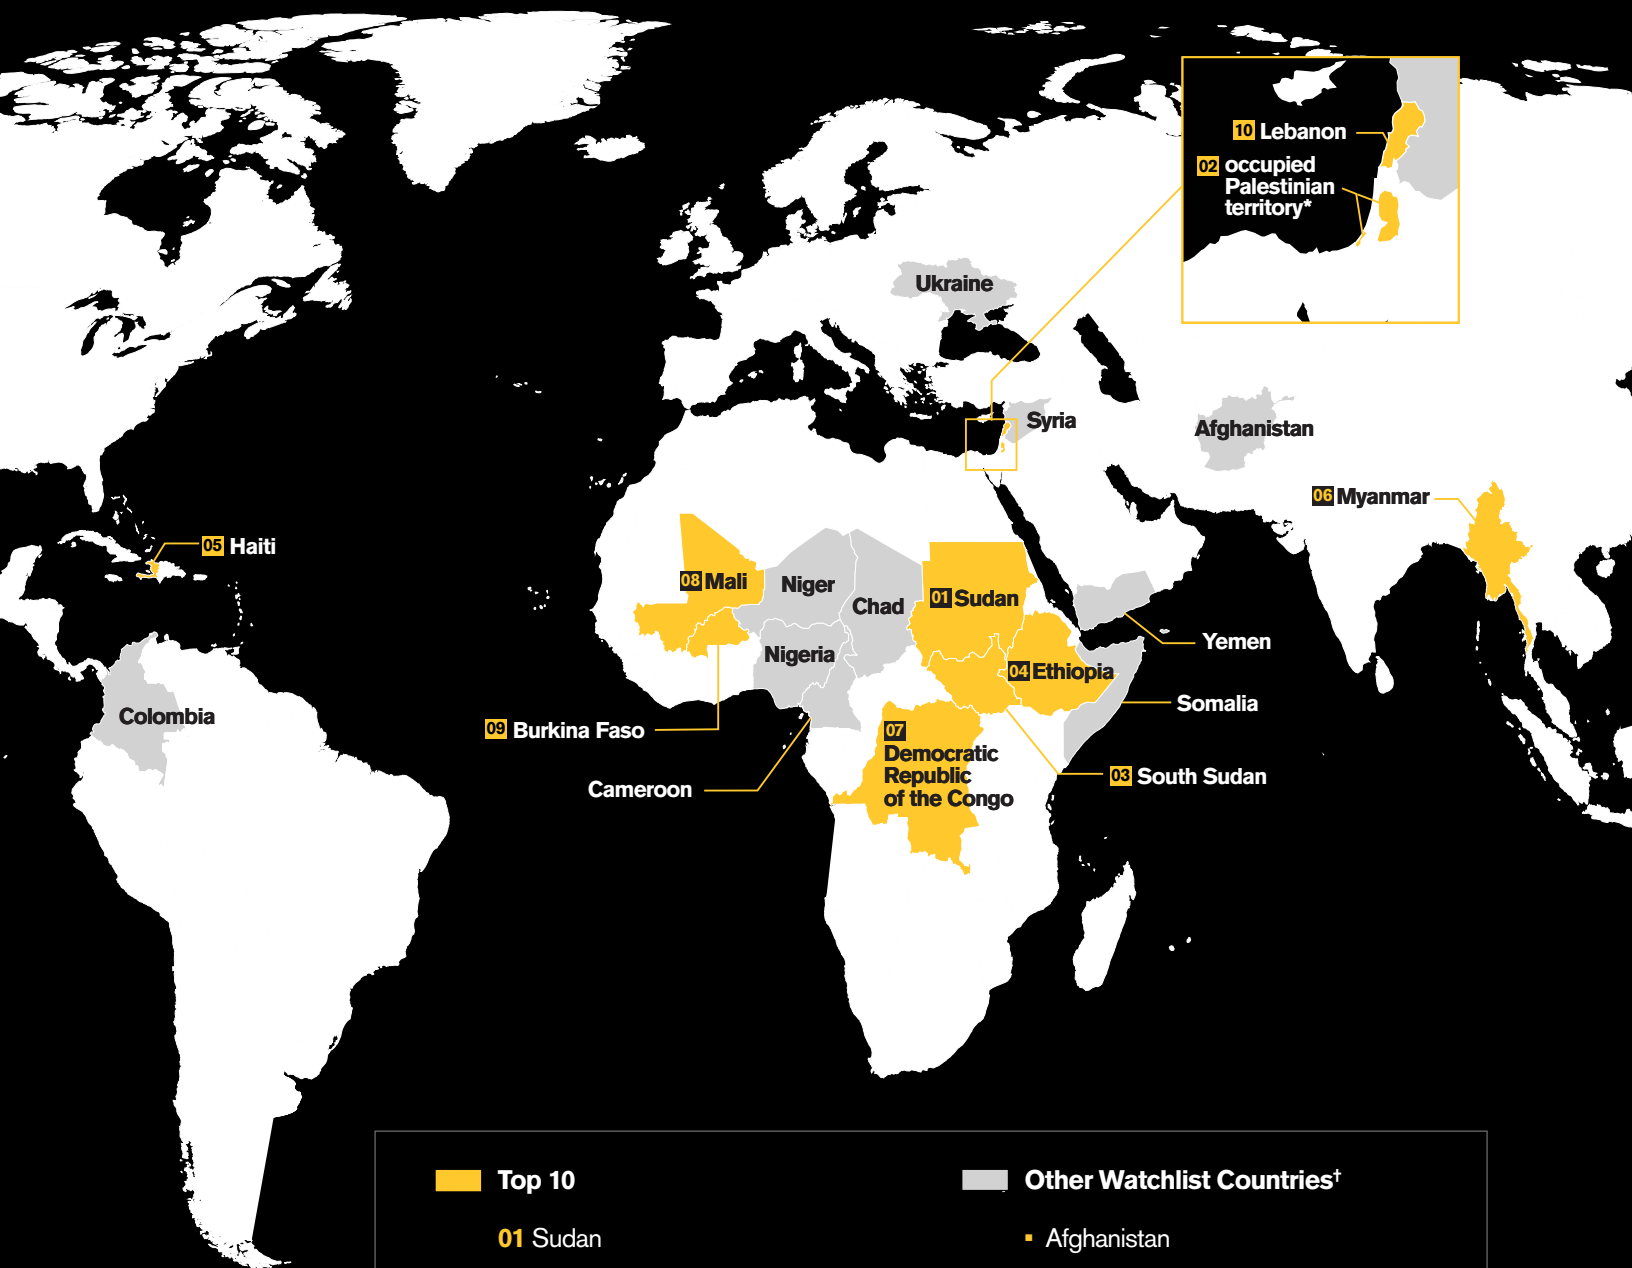 10 Lebanon
02 occupied
Palestinian
territory*
Ukraine
Syria
Afghanistan
06 Myanmar
05 Haiti
08 Mali
Niger
Chad
01 Sudan
Nigeria
04 Ethiopia
Yemen
Somalia
Colombia
09 Burkina Faso
07
Democratic
Republic
of the Congo
Cameroon
03 South Sudan
Top 10
01 Sudan
Other Watchlist Countries†
▪ Afghanistan